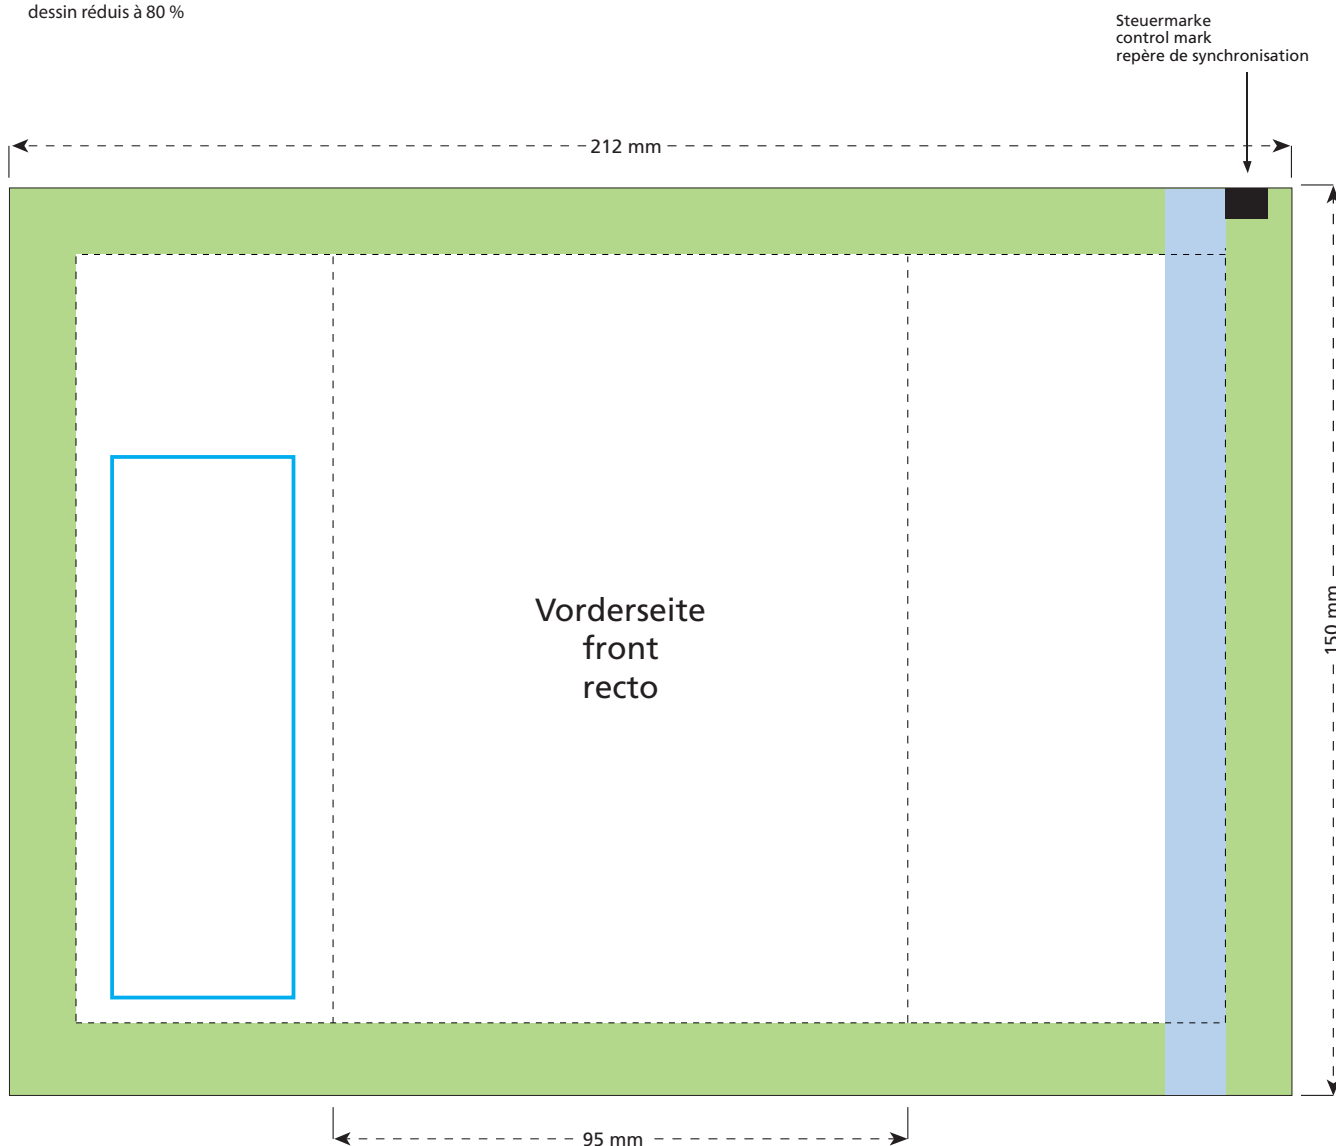 dessin réduis à 80 %
Steuermarke
control mark
repère de synchronisation
212 mm
Vorderseite
front
recto
150 mm
95 mm